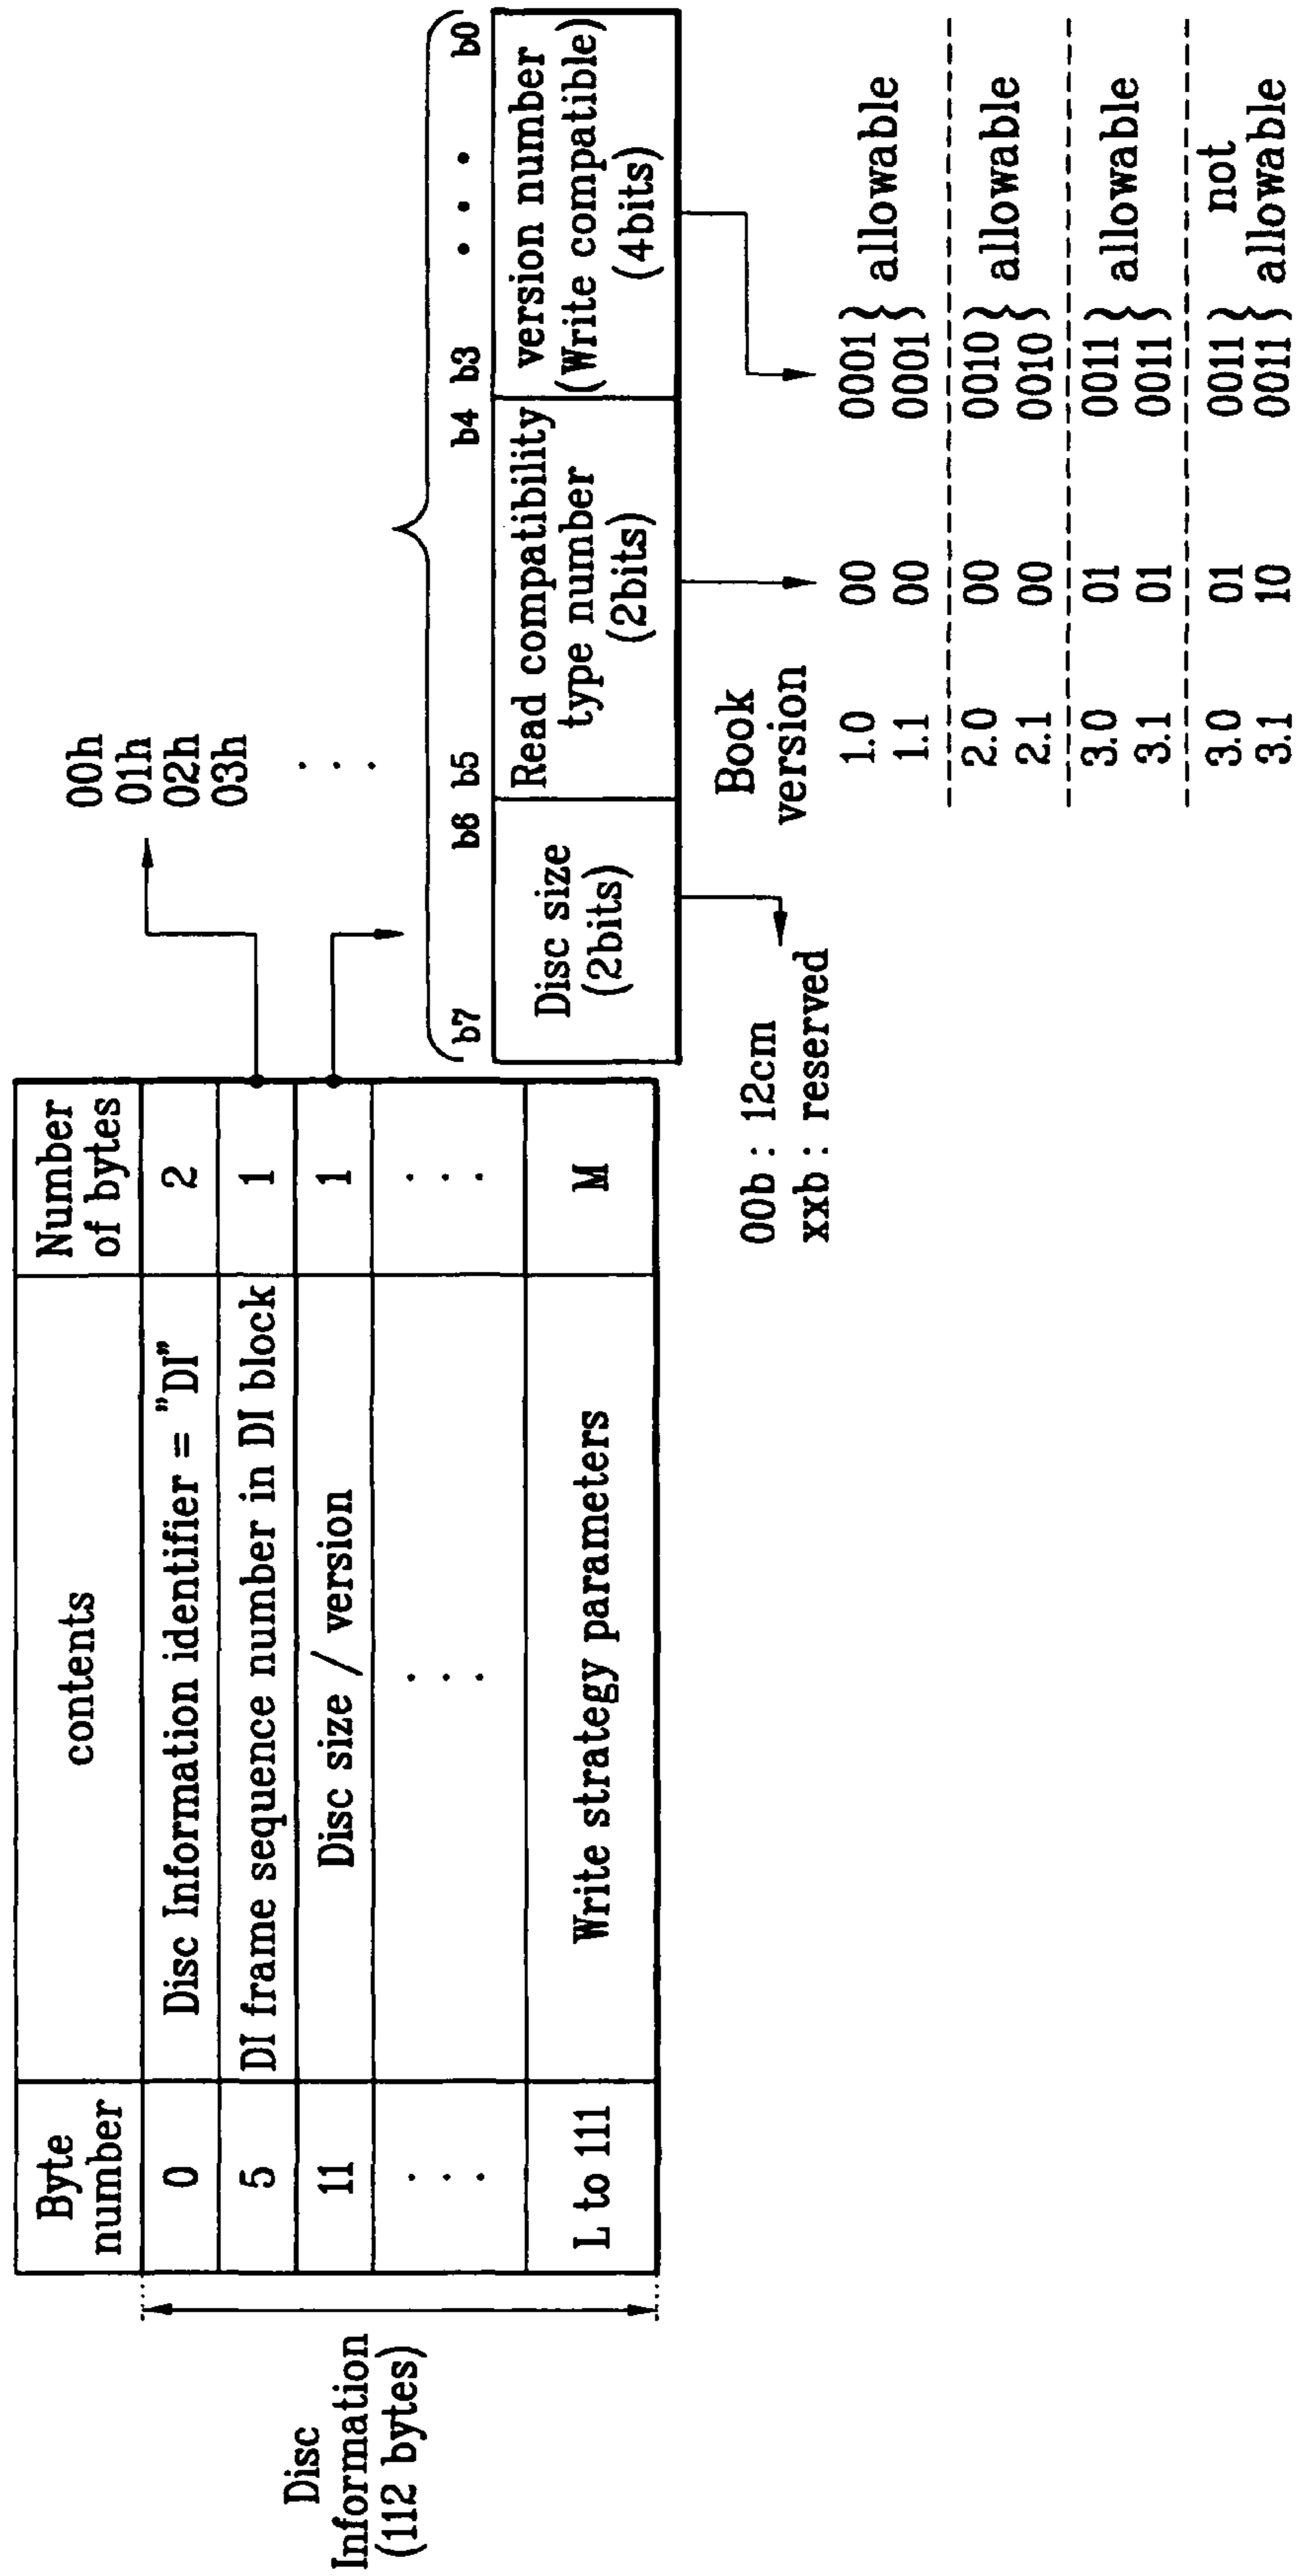 Byte number
contents
Number of bytes
0
Disc Information identifier = "DI"
2
5
DI frame sequence number in DI block
1
11
Disc size / version
1
. . .
. . .
. . .
L to 111
Write strategy parameters
M
Disc
Information
(112 bytes)
00h
01h
02h
03h
. . .
b7 b6 b5 b4 b3 • • • b0
Disc size
(2bits)
Read compatibility
type number
(2bits)
version number
(Write compatible)
(4bits)
00b : 12cm
xxb : reserved
Book
version
1.0 00 0001 } allowable
1.1 00 0001 }
2.0 00 0010 } allowable
2.1 00 0010 }
3.0 01 0011 } allowable
3.1 01 0011 }
3.0 01 0011 } not
3.1 10 0011 } allowable